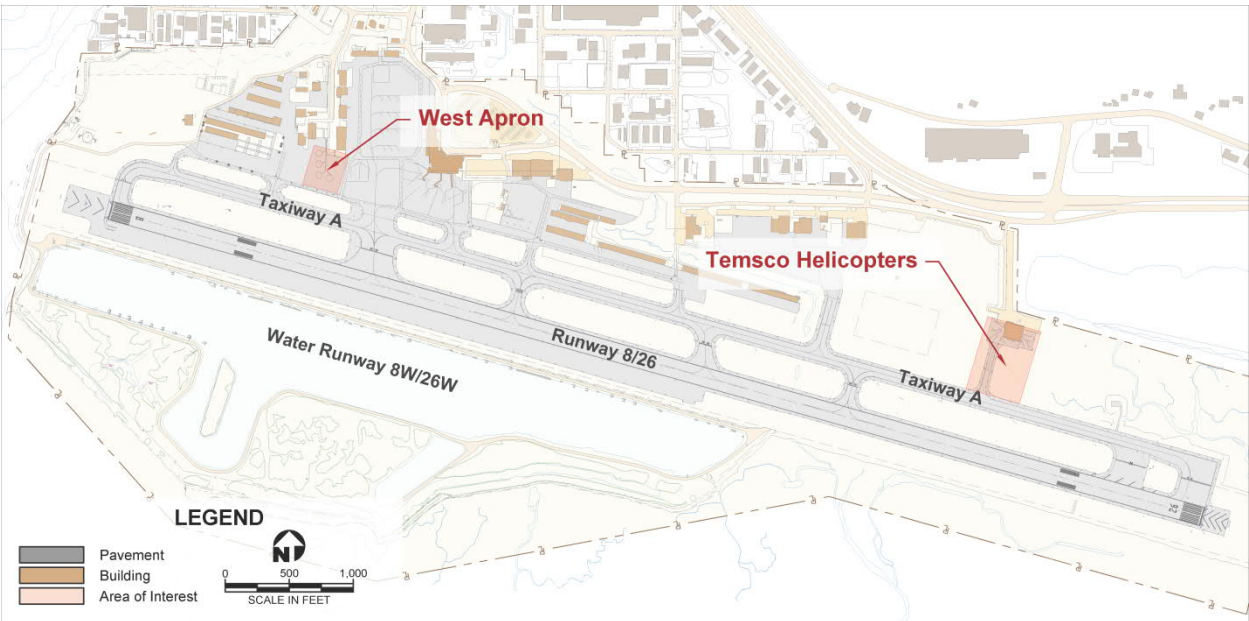 West Apron
Taxiway A
Temsco Helicopters
Runway 8/26
Water Runway 8W/26W
Taxiway A
LEGEND
Pavement
Building
Area of Interest
N
0 500 1,000
SCALE IN FEET